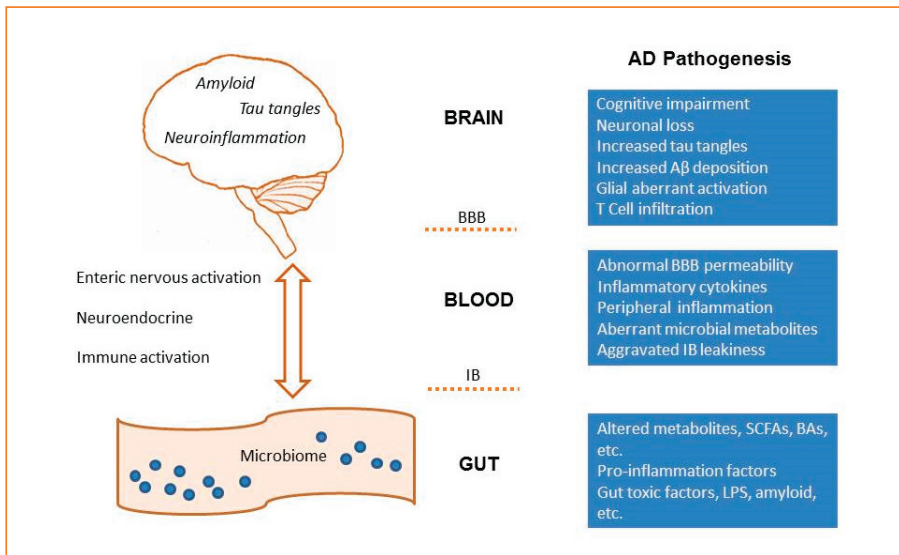 Amyloid
Tau tangles
Neuroinflammation
Enteric nervous activation
Neuroendocrine
Immune activation
Microbiome
BRAIN
BBB
BLOOD
IB
GUT
AD Pathogenesis
Cognitive impairment
Neuronal loss
Increased tau tangles
Increased Aβ deposition
Glial aberrant activation
T Cell infiltration
Abnormal BBB permeability
Inflammatory cytokines
Peripheral inflammation
Aberrant microbial metabolites
Aggravated IB leakiness
Altered metabolites, SCFAs, BAs,
etc.
Pro-inflammation factors
Gut toxic factors, LPS, amyloid,
etc.